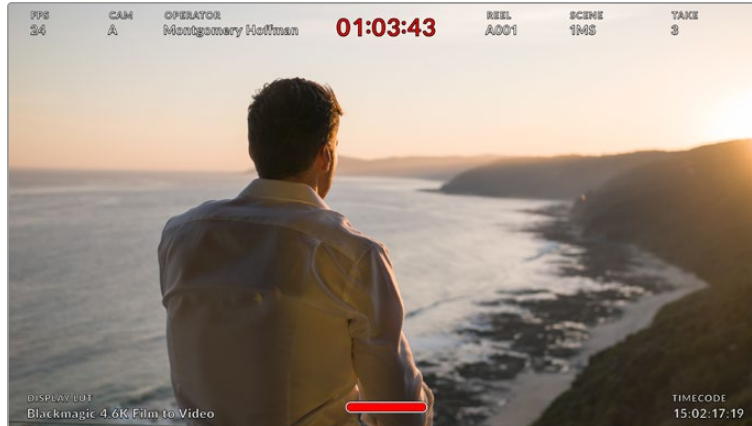 FPS CAM OPERATOR 01:03:43 REEL SCENE TAKE
24 A Montgomery Hoffman A001 1MS 3
DISPLAY LUT TIMECODE
Blackmagic 4.6K Film to Video 15:02:17:19